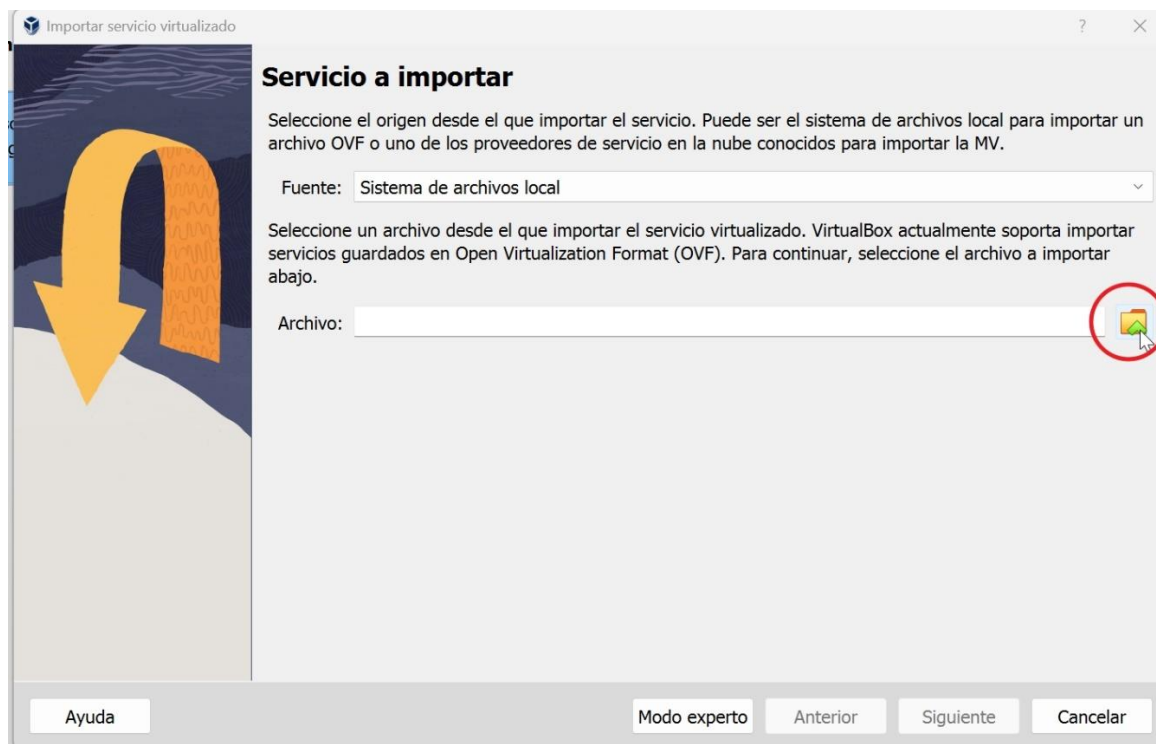 Importar servicio virtualizado
Servicio a importar
Seleccione el origen desde el que importar el servicio. Puede ser el sistema de archivos local para importar un
archivo OVF o uno de los proveedores de servicio en la nube conocidos para importar la MV.
Fuente: Sistema de archivos local
Seleccione un archivo desde el que importar el servicio virtualizado. VirtualBox actualmente soporta importar
servicios guardados en Open Virtualization Format (OVF). Para continuar, seleccione el archivo a importar
abajo.
Archivo:
Ayuda Modo experto Anterior Siguiente Cancelar